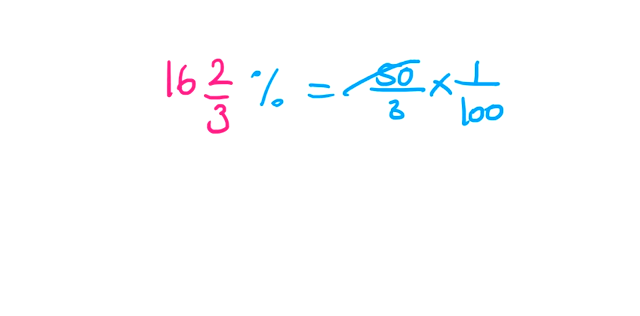 16 2/3 % = 50/3 × 1/100